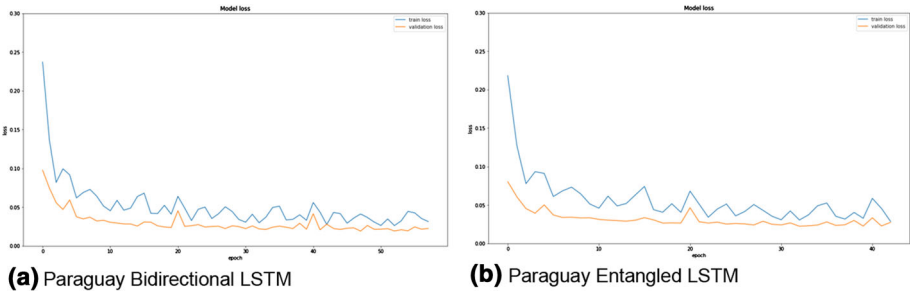 Model loss
train loss
validation loss
0.30
0.25
0.20
0.15
0.10
0.05
0.00
loss
0 10 20 30 40 50
epoch
(a) Paraguay Bidirectional LSTM
Model loss
train loss
validation loss
0.30
0.25
0.20
0.15
0.10
0.05
0.00
loss
0 10 20 30 40
epoch
(b) Paraguay Entangled LSTM